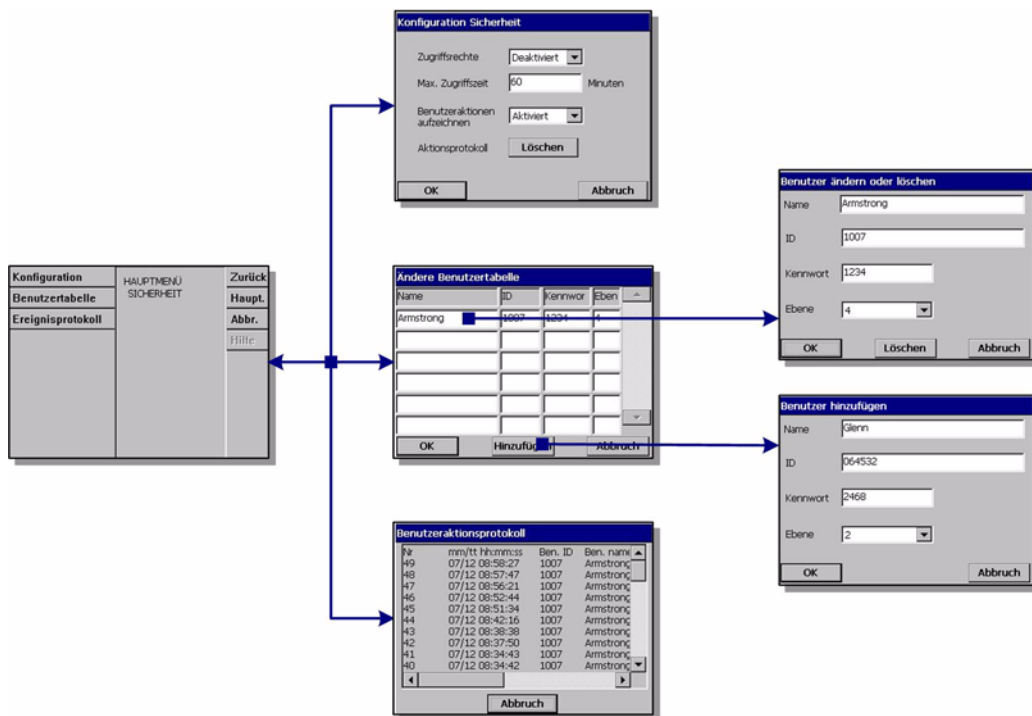 Konfiguration Sicherheit
Zugriffsrechte Deaktiviert
Max. Zugriffszeit 60 Minuten
Benutzeraktionen aufzeichnen Aktiviert
Aktionsprotokoll Löschen
OK Abbruch
Konfiguration
Benutzertabelle
Ereignisprotokoll
HAUPTMENÜ
SICHERHEIT
Zurück
Haupt.
Abbr.
Hilfe
Ändere Benutzertabelle
Name ID Kennwor Eben
Armstrong 1007 1234 4
OK Hinzufügen Abbruch
Benutzer ändern oder löschen
Name Armstrong
ID 1007
Kennwort 1234
Ebene 4
OK Löschen Abbruch
Benutzer hinzufügen
Name Glenn
ID 064532
Kennwort 2468
Ebene 2
OK Abbruch
Benutzeraktionsprotokoll
Nr mm/tt hh:mm:ss Ben. ID Ben. name
49 07/12 08:58:27 1007 Armstrong
48 07/12 08:57:47 1007 Armstrong
47 07/12 08:56:21 1007 Armstrong
46 07/12 08:52:44 1007 Armstrong
45 07/12 08:51:34 1007 Armstrong
44 07/12 08:42:16 1007 Armstrong
43 07/12 08:38:38 1007 Armstrong
42 07/12 08:37:50 1007 Armstrong
41 07/12 08:34:43 1007 Armstrong
40 07/12 08:34:42 1007 Armstrong
Abbruch